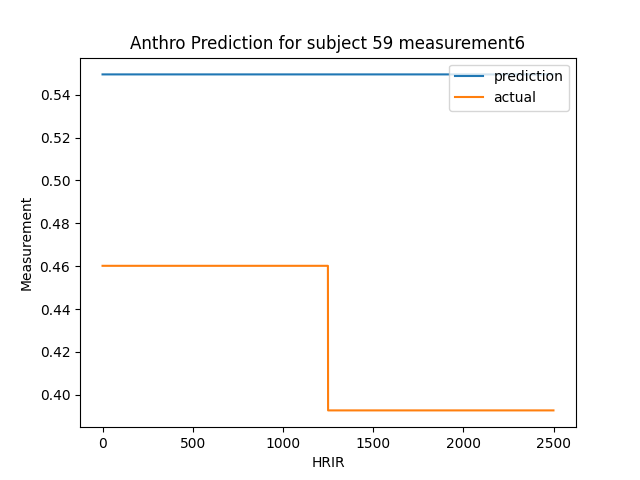 Anthro Prediction for subject 59 measurement6
prediction
actual
Measurement
0.54
0.52
0.50
0.48
0.46
0.44
0.42
0.40
0 500 1000 1500 2000 2500
HRIR